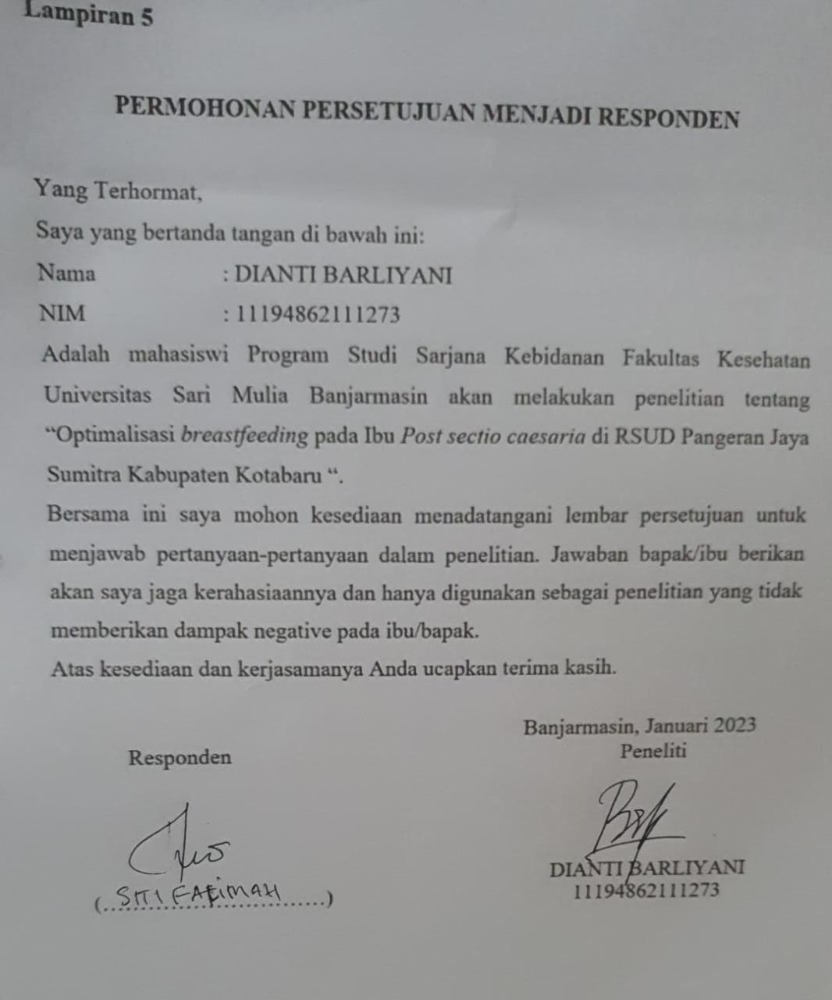 Lampiran 5
PERMOHONAN PERSETUJUAN MENJADI RESPONDEN
Yang Terhormat,
Saya yang bertanda tangan di bawah ini:
Nama : DIANTI BARLIYANI
NIM : 11194862111273
Adalah mahasiswi Program Studi Sarjana Kebidanan Fakultas Kesehatan
Universitas Sari Mulia Banjarmasin akan melakukan penelitian tentang
“Optimalisasi breastfeeding pada Ibu Post sectio caesaria di RSUD Pangeran Jaya
Sumitra Kabupaten Kotabaru “.
Bersama ini saya mohon kesediaan menadatangani lembar persetujuan untuk
menjawab pertanyaan-pertanyaan dalam penelitian. Jawaban bapak/ibu berikan
akan saya jaga kerahasiaannya dan hanya digunakan sebagai penelitian yang tidak
memberikan dampak negative pada ibu/bapak.
Atas kesediaan dan kerjasamanya Anda ucapkan terima kasih.
Banjarmasin, Januari 2023
Peneliti
Responden
DIANTI BARLIYANI
11194862111273
(..SITI FATIMAH......)